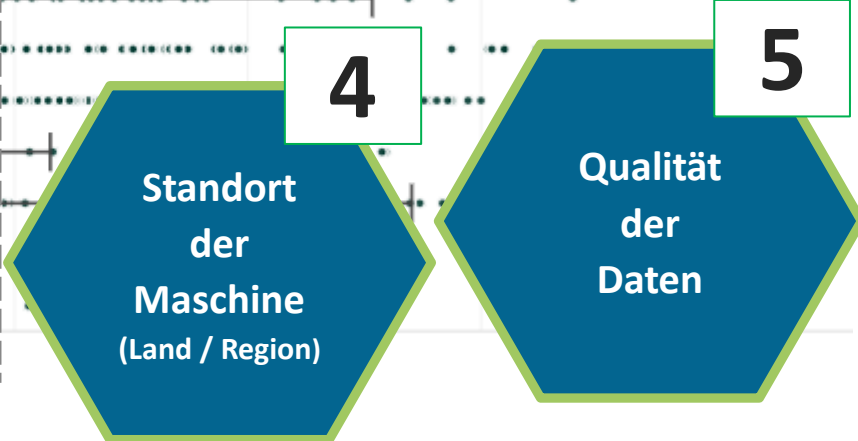 4
Standort
der
Maschine
(Land / Region)
5
Qualität
der
Daten